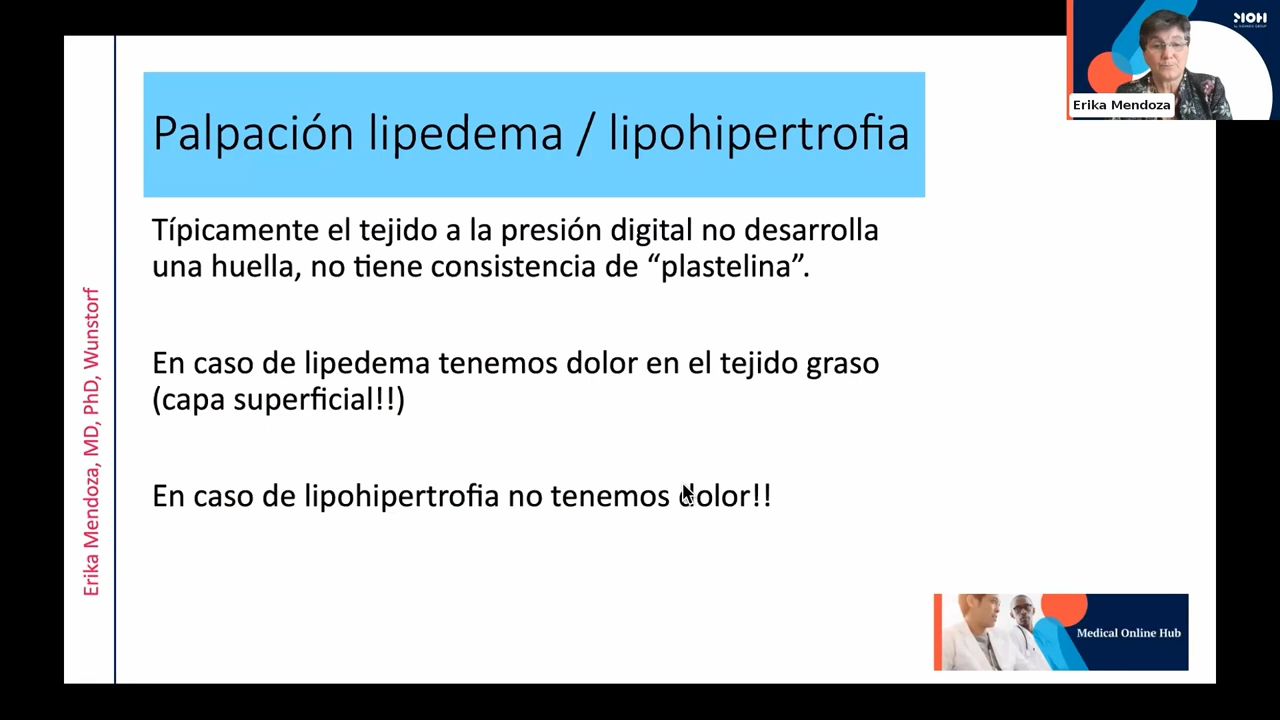 MOH
Erika Mendoza
Palpación lipedema / lipohipertrofia
Típicamente el tejido a la presión digital no desarrolla
una huella, no tiene consistencia de “plastelina”.
En caso de lipedema tenemos dolor en el tejido graso
(capa superficial!!)
En caso de lipohipertrofia no tenemos dolor!!
Erika Mendoza, MD, PhD, Wunstorf
Medical Online Hub